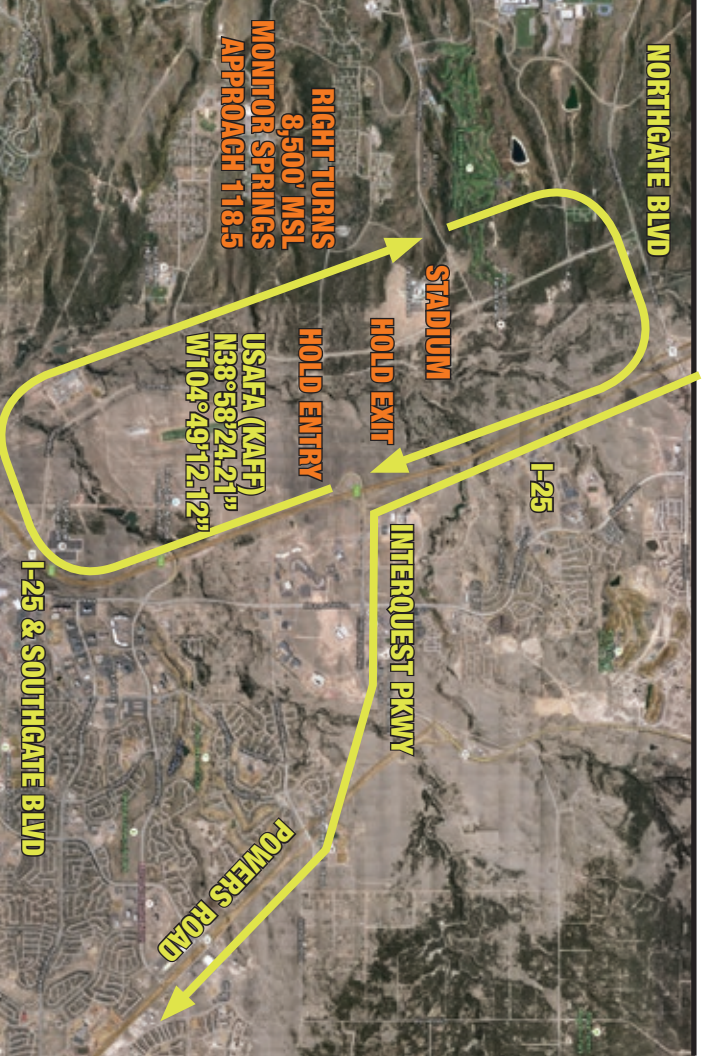 NORTHGATE BLVD
I-25
STADIUM
INTERQUEST PKWY
HOLD EXIT
HOLD ENTRY
RIGHT TURNS
8,500' MSL
MONITOR SPRINGS
APPROACH 118.5
USAFA (KAFF)
N38°58'24.21"
W104°49'12.12"
POWERS ROAD
I-25 & SOUTHGATE BLVD